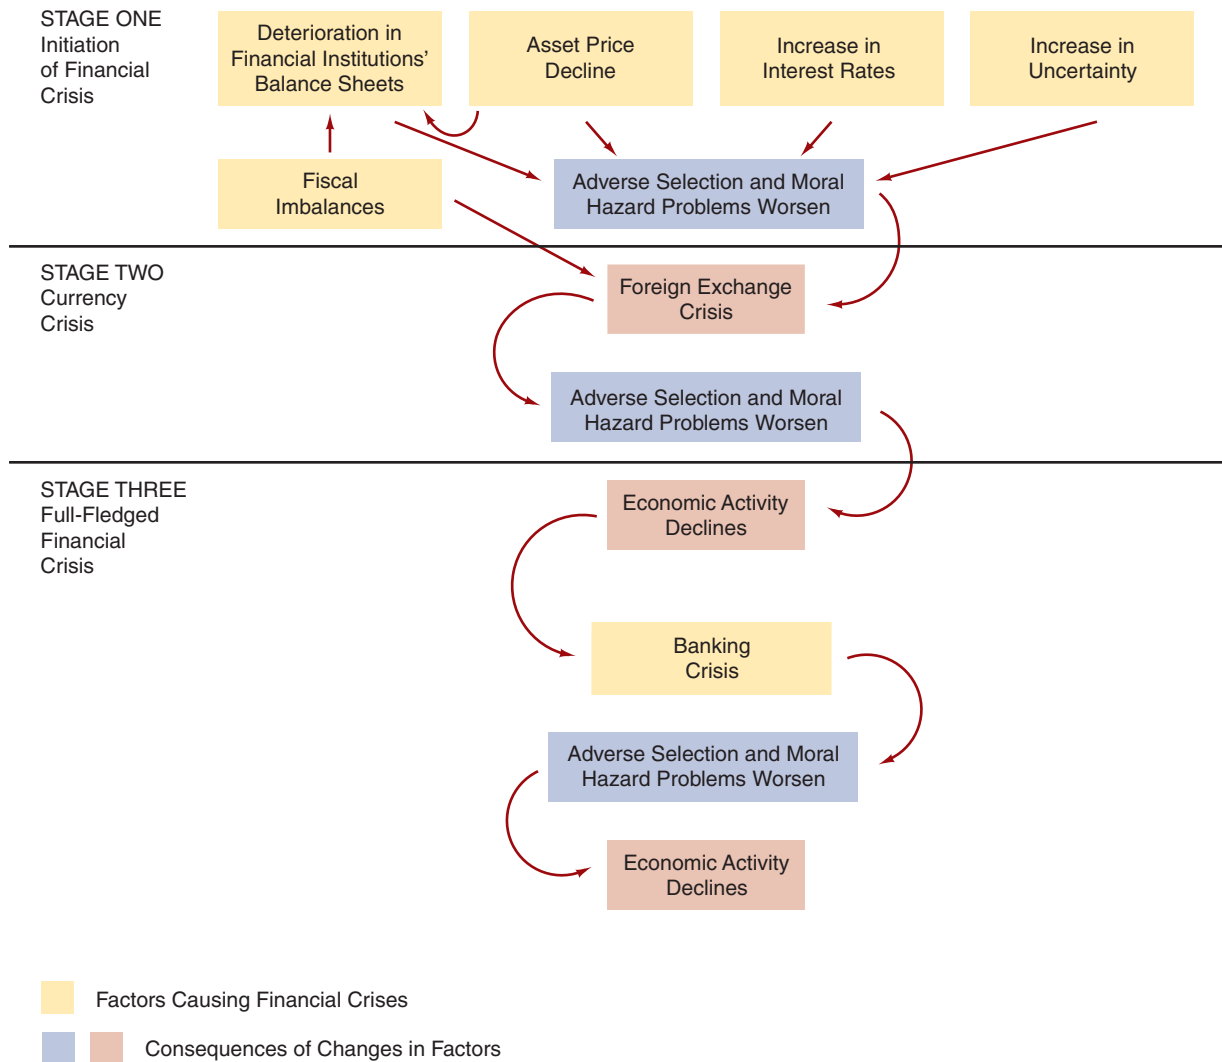 STAGE ONE
Initiation
of Financial
Crisis
Deterioration in
Financial Institutions’
Balance Sheets
Asset Price
Decline
Increase in
Interest Rates
Increase in
Uncertainty
Fiscal
Imbalances
Adverse Selection and Moral
Hazard Problems Worsen
STAGE TWO
Currency
Crisis
Foreign Exchange
Crisis
Adverse Selection and Moral
Hazard Problems Worsen
STAGE THREE
Full-Fledged
Financial
Crisis
Economic Activity
Declines
Banking
Crisis
Adverse Selection and Moral
Hazard Problems Worsen
Economic Activity
Declines
Factors Causing Financial Crises
Consequences of Changes in Factors